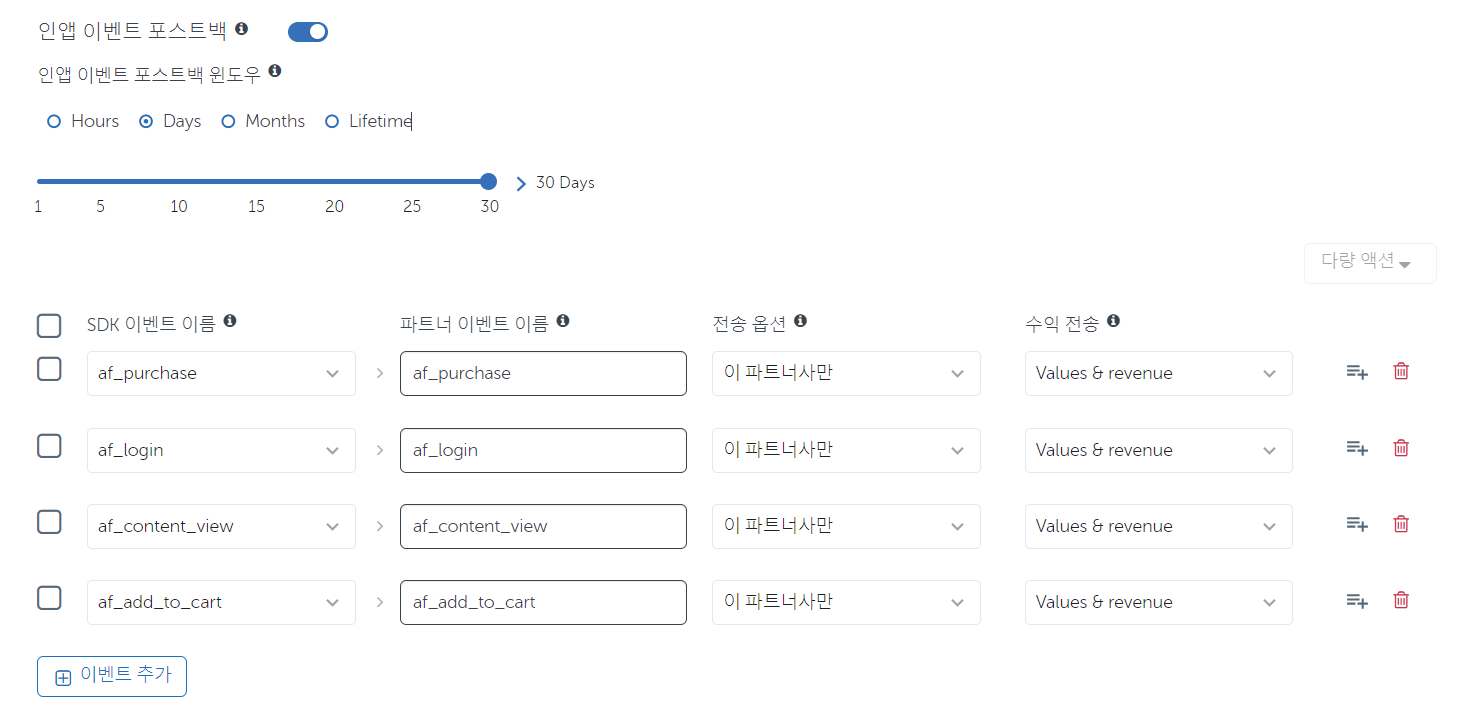 인앱 이벤트 포스트백
인앱 이벤트 포스트백 윈도우
Hours Days Months Lifetime
30 Days
1 5 10 15 20 25 30
다량 액션
SDK 이벤트 이름 파트너 이벤트 이름 전송 옵션 수익 전송
af_purchase af_purchase 이 파트너사만 Values & revenue
af_login af_login 이 파트너사만 Values & revenue
af_content_view af_content_view 이 파트너사만 Values & revenue
af_add_to_cart af_add_to_cart 이 파트너사만 Values & revenue
이벤트 추가